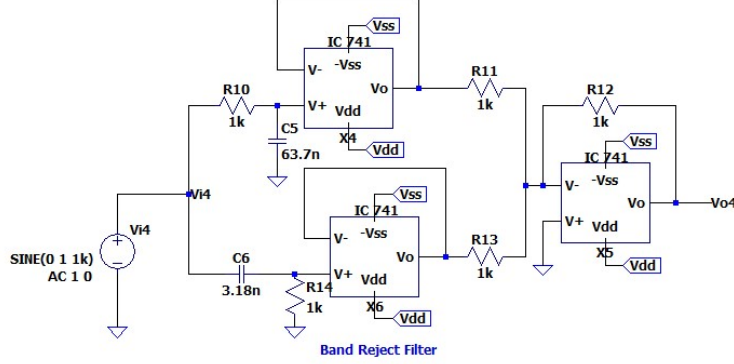 Vss
IC 741
-Vss
V-
Vo
R10
1k
V+
Vdd
X4
Vdd
C5
63.7n
R11
1k
R12
1k
Vss
IC 741
-Vss
V-
Vo
Vo4
V+
Vdd
X5
Vdd
Vi4
Vi4
SINE(0 1 1k)
AC 1 0
Vss
IC 741
-Vss
V-
Vo
R13
1k
C6
3.18n
V+
R14
1k
Vdd
X6
Vdd
Band Reject Filter